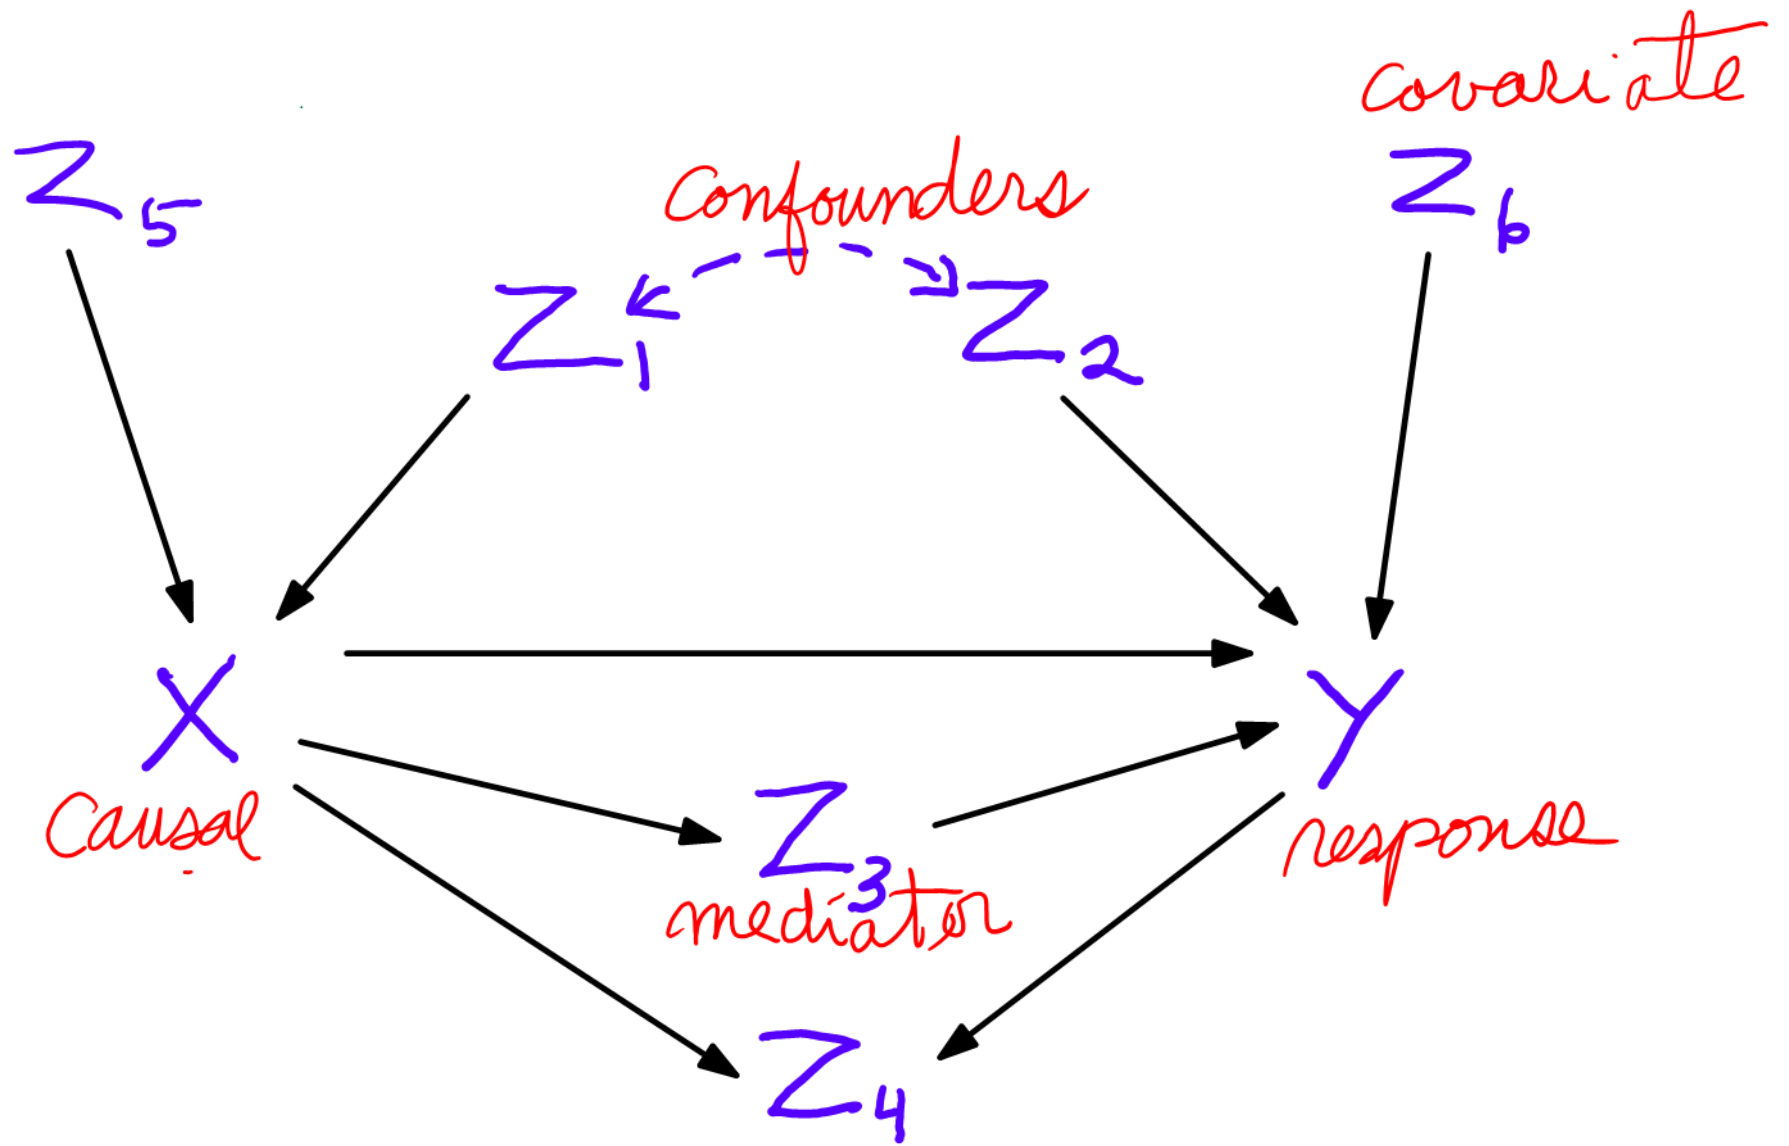 covariate
Z5
confounders
Z6
Z1
Z2
X
Y
causal
response
Z3
mediator
Z4